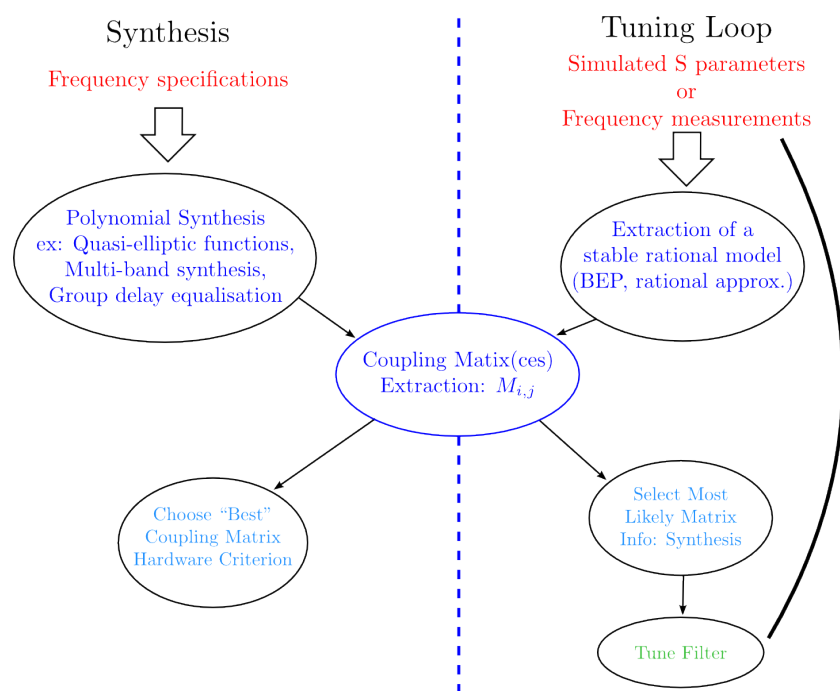 Synthesis
Frequency specifications
Polynomial Synthesis
ex: Quasi-elliptic functions,
Multi-band synthesis,
Group delay equalisation
Tuning Loop
Simulated S parameters
or
Frequency measurements
Extraction of a
stable rational model
(BEP, rational approx.)
Coupling Matix(ces)
Extraction: $M_{i,j}$
Choose “Best”
Coupling Matrix
Hardware Criterion
Select Most
Likely Matrix
Info: Synthesis
Tune Filter